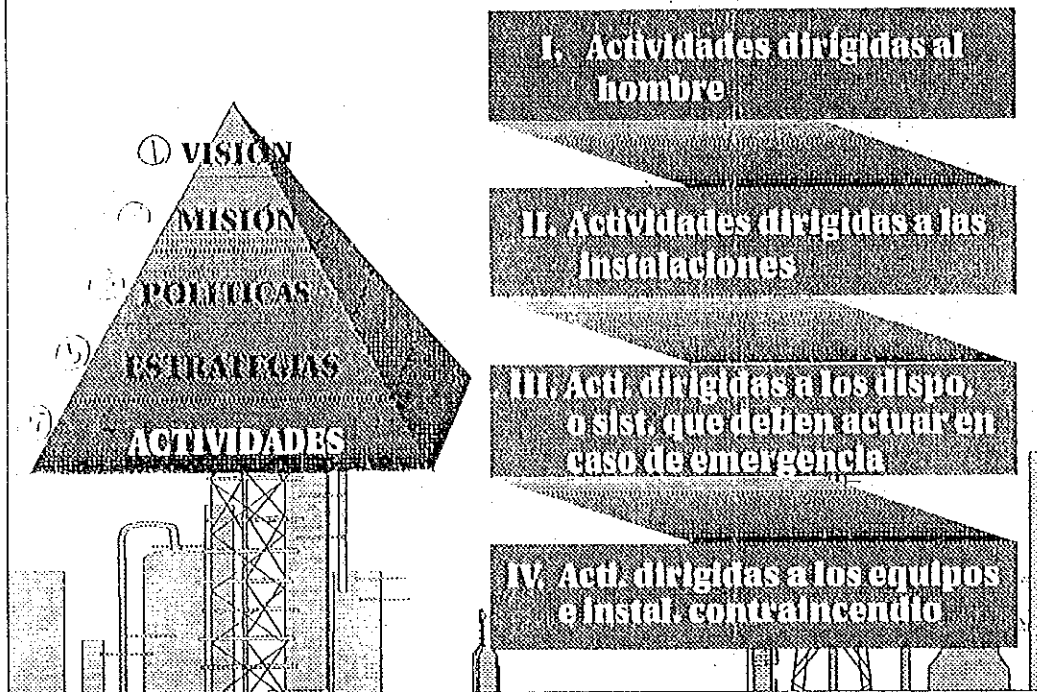 ① VISIÓN
MISIÓN
POLITICAS
ESTRATEGIAS
ACTIVIDADES
I. Actividades dirigidas al
hombre
II. Actividades dirigidas a las
instalaciones
III. Acti. dirigidas a los dispo.
o sist. que deben actuar en
caso de emergencia
IV. Acti. dirigidas a los equipos
e instal. contraincendio